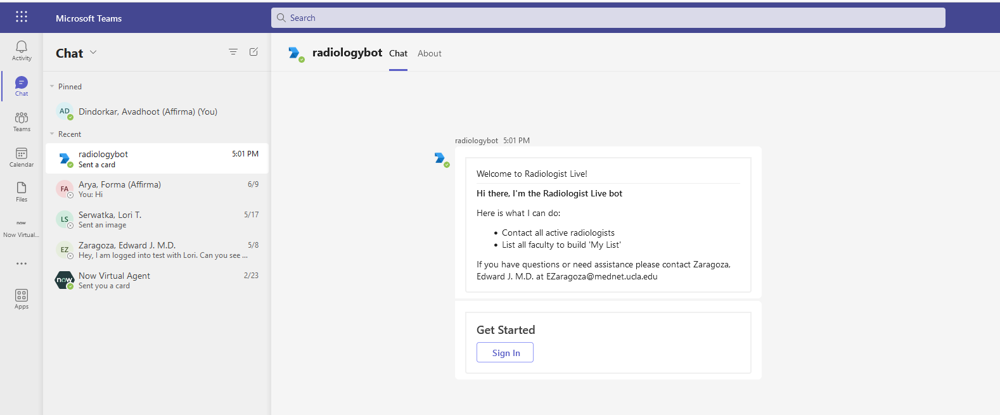 Microsoft Teams
Search
Activity
Chat
Teams
Calendar
Files
now
Now Virtual...
Apps
Chat
Pinned
AD
Dindorkar, Avadhoot (Affirma) (You)
Recent
radiologybot 5:01 PM
Sent a card
FA
Arya, Forma (Affirma) 6/9
You: Hi
LS
Serwatka, Lori T. 5/17
Sent an image
EZ
Zaragoza, Edward J. M.D. 5/8
Hey, I am logged into test with Lori. Can you see ...
now
Now Virtual Agent 2/23
Sent you a card
radiologybot Chat About
radiologybot 5:01 PM
Welcome to Radiologist Live!
Hi there, I'm the Radiologist Live bot
Here is what I can do:
• Contact all active radiologists
• List all faculty to build 'My List'
If you have questions or need assistance please contact Zaragoza,
Edward J. M.D. at EZaragoza@mednet.ucla.edu
Get Started
Sign In